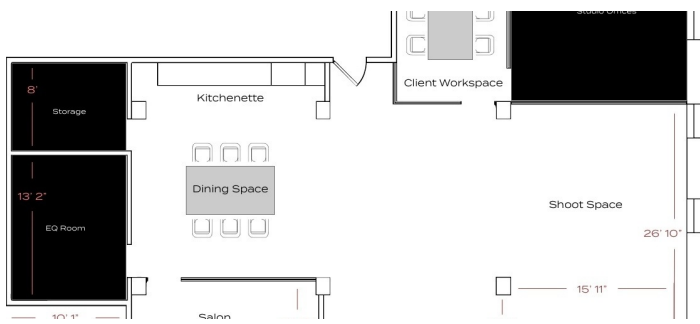 Studio Offices
Client Workspace
8'
Kitchenette
Storage
Dining Space
13' 2"
Shoot Space
EQ Room
26' 10"
15' 11"
10' 1"
Salon